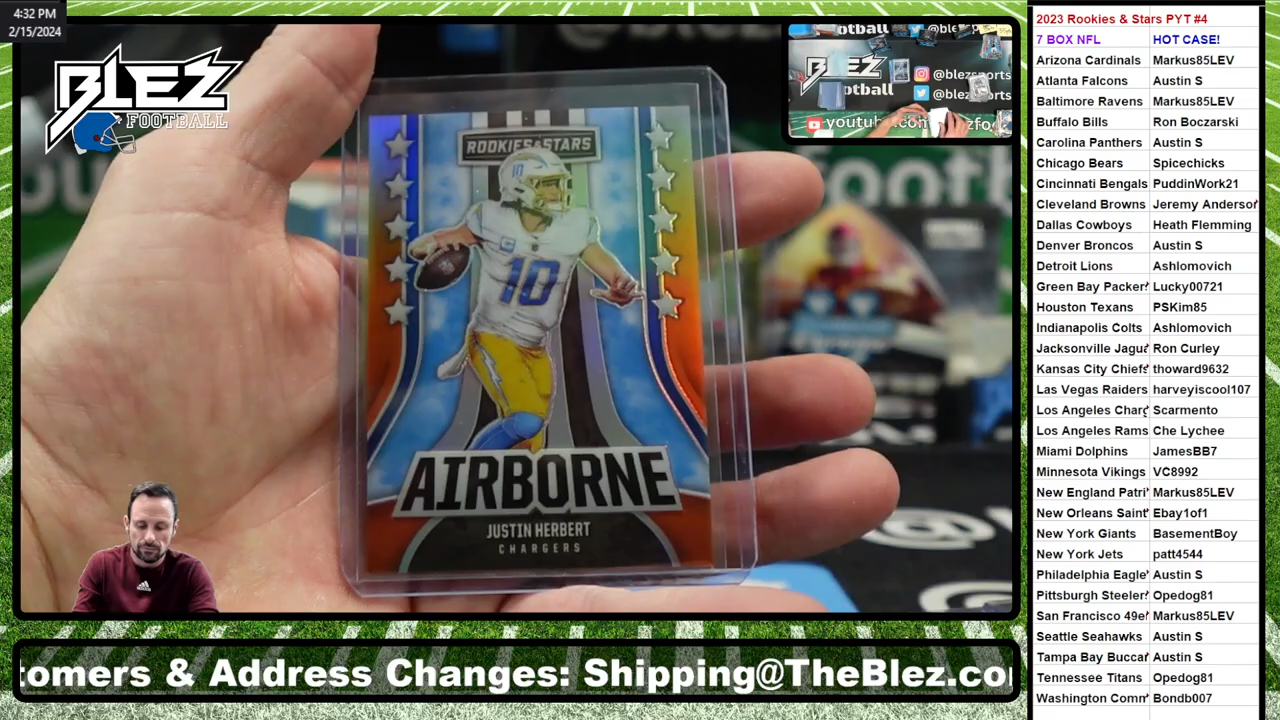 4:32 PM
2/15/2024
BLEZ
FOOTBALL
ROOKIES & STARS
10
10
AIRBORNE
JUSTIN HERBERT
CHARGERS
BLEZ
@blezsports
otball
@blezsports
youtube.com
tomers & Address Changes: Shipping@TheBlez.co
2023 Rookies & Stars PYT #4
7 BOX NFL HOT CASE!
Arizona Cardinals Markus85LEV
Atlanta Falcons Austin S
Baltimore Ravens Markus85LEV
Buffalo Bills Ron Boczarski
Carolina Panthers Austin S
Chicago Bears Spicechicks
Cincinnati Bengals PuddinWork21
Cleveland Browns Jeremy Anderson
Dallas Cowboys Heath Flemming
Denver Broncos Austin S
Detroit Lions Ashlomovich
Green Bay Packer Lucky00721
Houston Texans PSKim85
Indianapolis Colts Ashlomovich
Jacksonville Jagu Ron Curley
Kansas City Chiefs thoward9632
Las Vegas Raiders harveyiscool107
Los Angeles Charg Scarmento
Los Angeles Rams Che Lychee
Miami Dolphins JamesBB7
Minnesota Vikings VC8992
New England Patri Markus85LEV
New Orleans Saint Ebay1of1
New York Giants BasementBoy
New York Jets patt4544
Philadelphia Eagle Austin S
Pittsburgh Steeler Opedog81
San Francisco 49e Markus85LEV
Seattle Seahawks Austin S
Tampa Bay Buccar Austin S
Tennessee Titans Opedog81
Washington Comm Bondb007